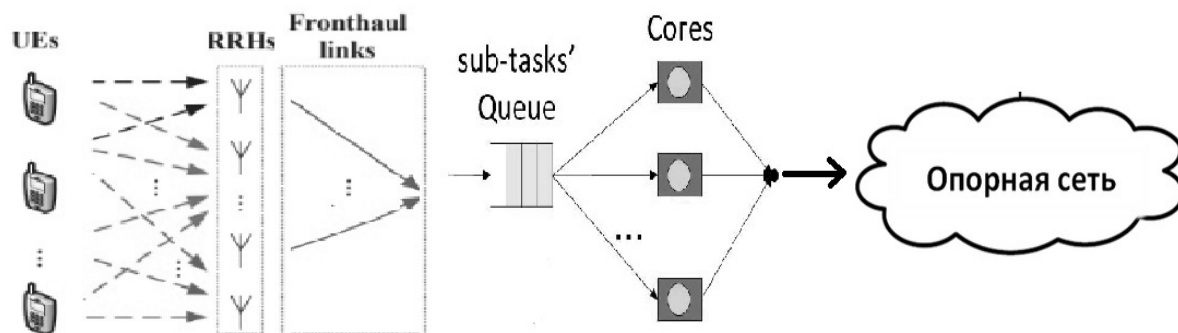 UEs
RRHs
Fronthaul
links
sub-tasks'
Queue
Cores
...
Опорная сеть